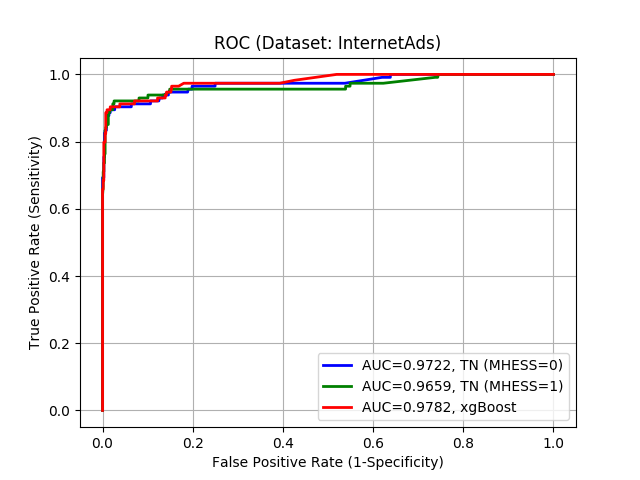 ROC (Dataset: InternetAds)
True Positive Rate (Sensitivity)
1.0
0.8
0.6
0.4
0.2
0.0
AUC=0.9722, TN (MHESS=0)
AUC=0.9659, TN (MHESS=1)
AUC=0.9782, xgBoost
0.0 0.2 0.4 0.6 0.8 1.0
False Positive Rate (1-Specificity)